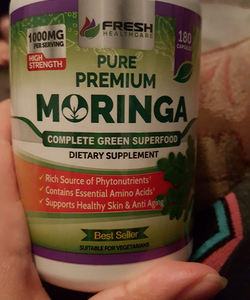 FRESH
HEALTHCARE
1000MG
PER SERVING
HIGH
STRENGTH
180
CAPSULES
PURE
PREMIUM
MORINGA
COMPLETE GREEN SUPERFOOD
DIETARY SUPPLEMENT
✓ Rich Source of Phytonutrients†
✓ Contains Essential Amino Acids†
✓ Supports Healthy Skin & Anti Aging
Best Seller
SUITABLE FOR VEGETARIANS